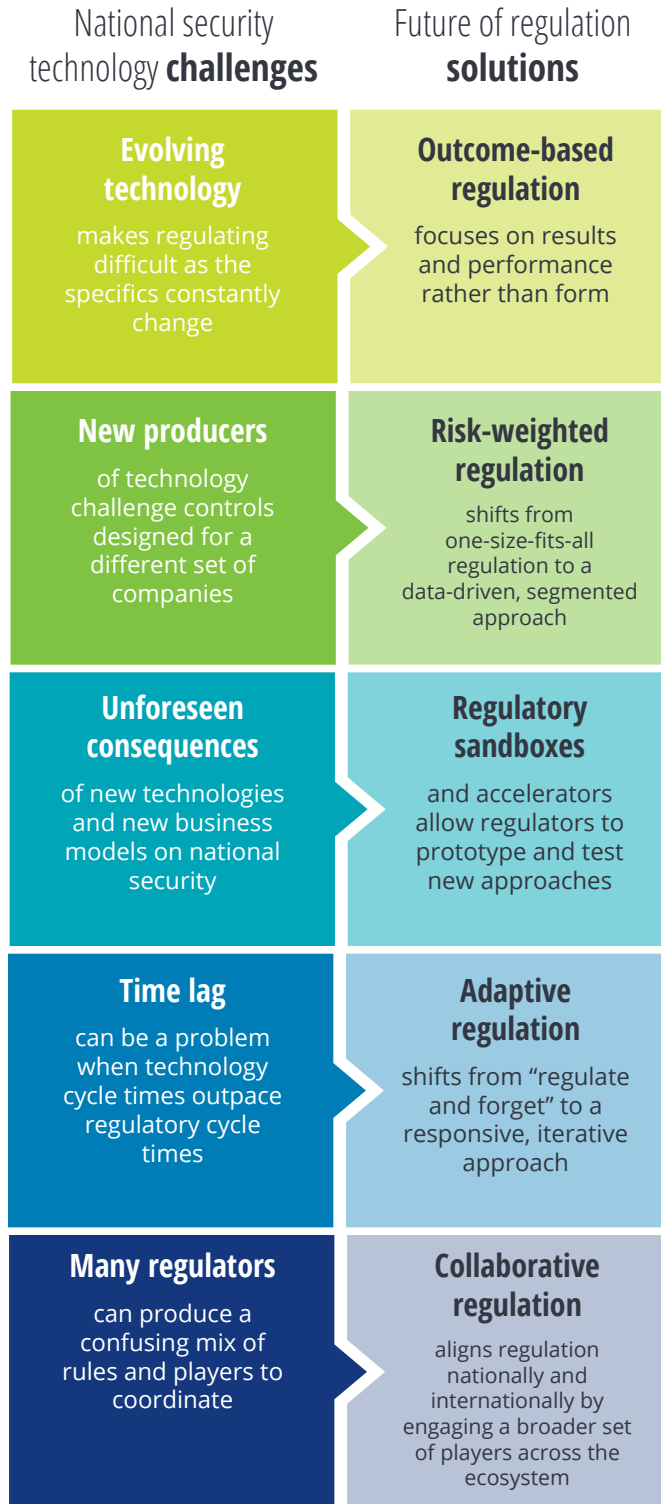 National security
technology challenges
Future of regulation
solutions
Evolving
technology
makes regulating
difficult as the
specifics constantly
change
Outcome-based
regulation
focuses on results
and performance
rather than form
New producers
of technology
challenge controls
designed for a
different set of
companies
Risk-weighted
regulation
shifts from
one-size-fits-all
regulation to a
data-driven, segmented
approach
Unforeseen
consequences
of new technologies
and new business
models on national
security
Regulatory
sandboxes
and accelerators
allow regulators to
prototype and test
new approaches
Time lag
can be a problem
when technology
cycle times outpace
regulatory cycle
times
Adaptive
regulation
shifts from “regulate
and forget” to a
responsive, iterative
approach
Many regulators
can produce a
confusing mix of
rules and players to
coordinate
Collaborative
regulation
aligns regulation
nationally and
internationally by
engaging a broader set
of players across the
ecosystem